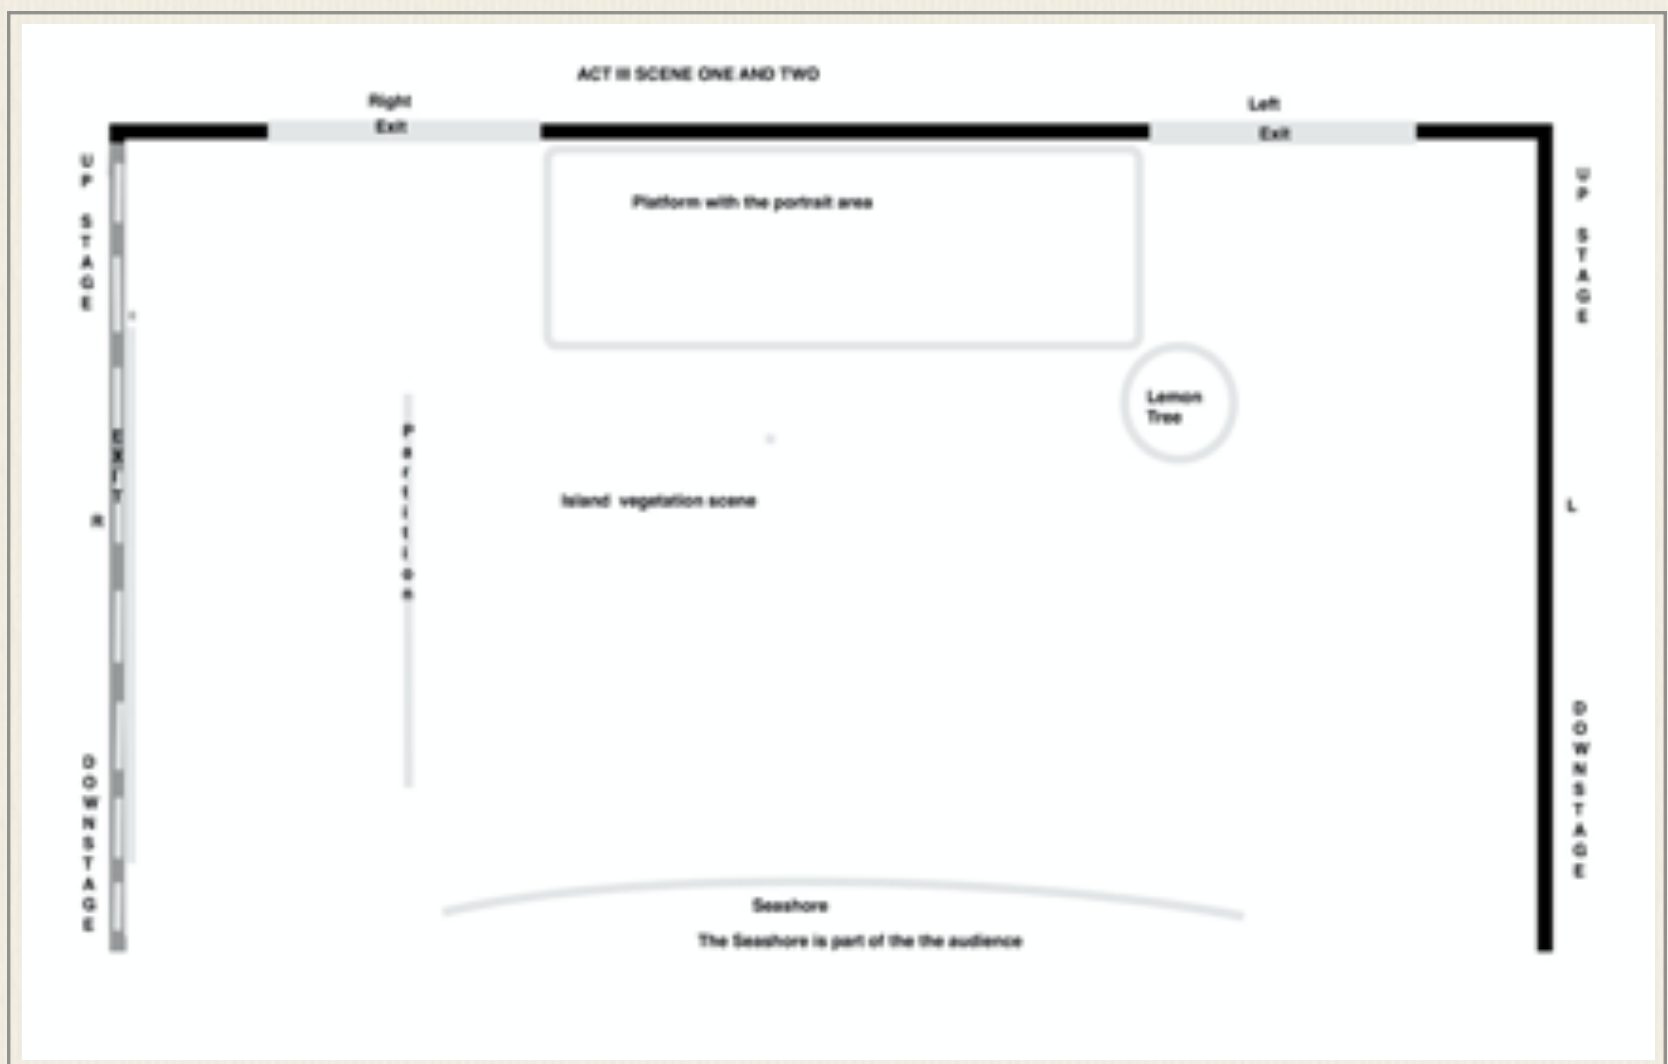 ACT III SCENE ONE AND TWO
Right
Left
Exit
Exit
UP STAGE
UP STAGE
Platform with the portrait area
Lemon
Tree
EXIT
Partition
Island vegetation scene
R
L
DOWNSTAGE
DOWNSTAGE
Seashore
The Seashore is part of the the audience